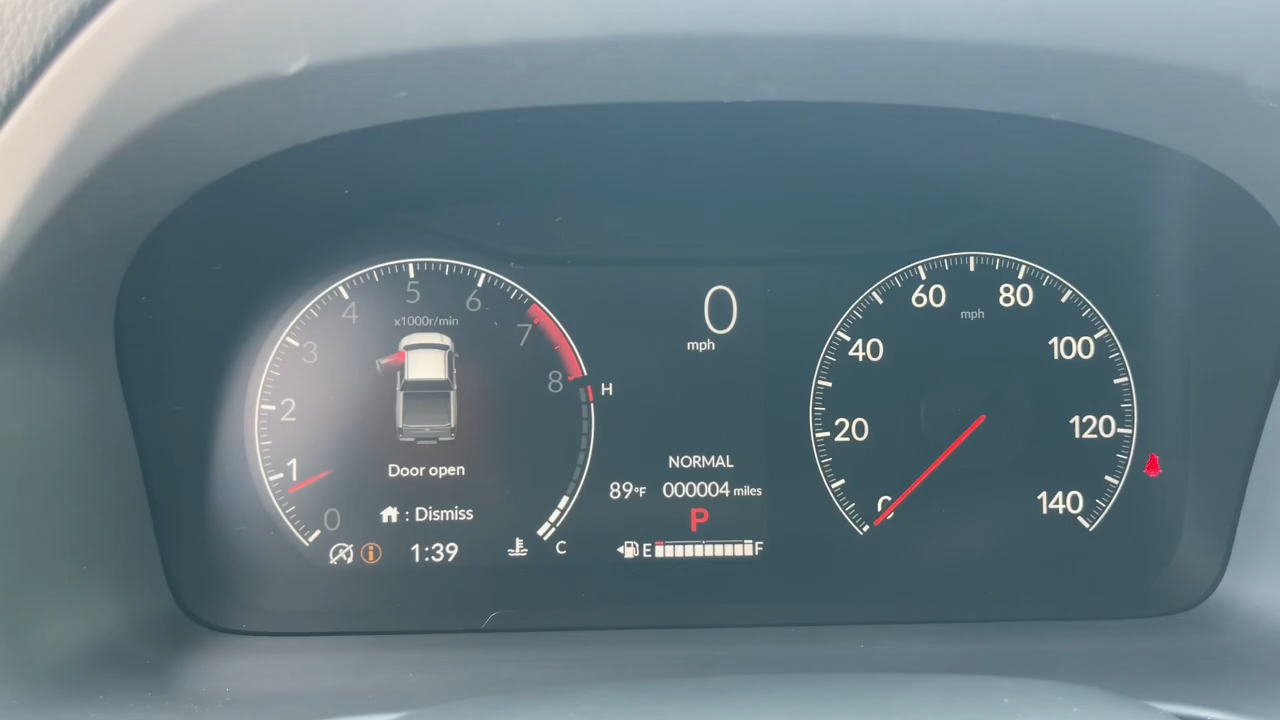 5
4
6
x1000r/min
3
7
8
H
2
1
Door open
: Dismiss
0
1:39
C
0
mph
NORMAL
89°F 000004 miles
P
E F
60 80
mph
40 100
20 120
0 140